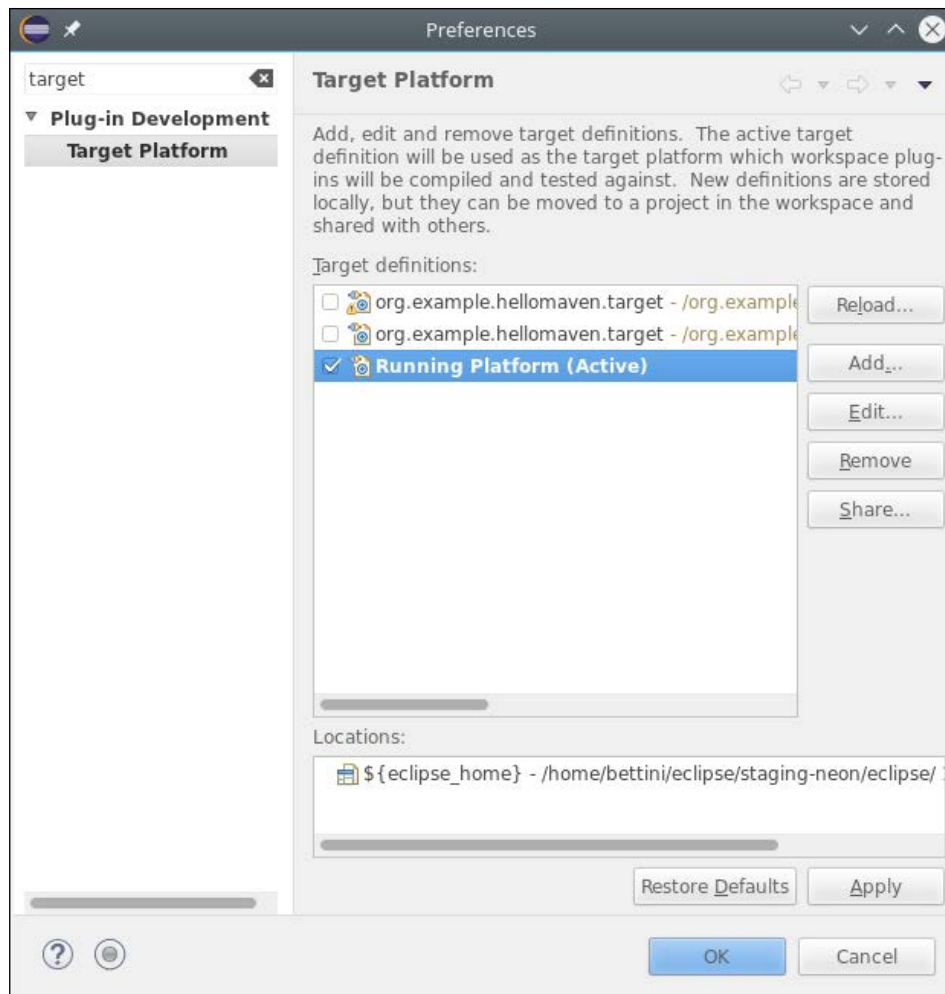 Preferences
target
Plug-in Development
Target Platform
Target Platform
Add, edit and remove target definitions.  The active target
definition will be used as the target platform which workspace plug-
ins will be compiled and tested against.  New definitions are stored
locally, but they can be moved to a project in the workspace and
shared with others.
Target definitions:
org.example.hellomaven.target - /org.example
org.example.hellomaven.target - /org.example
Running Platform (Active)
Reload...
Add...
Edit...
Remove
Share...
Locations:
${eclipse_home} - /home/bettini/eclipse/staging-neon/eclipse/
Restore Defaults
Apply
?
OK
Cancel